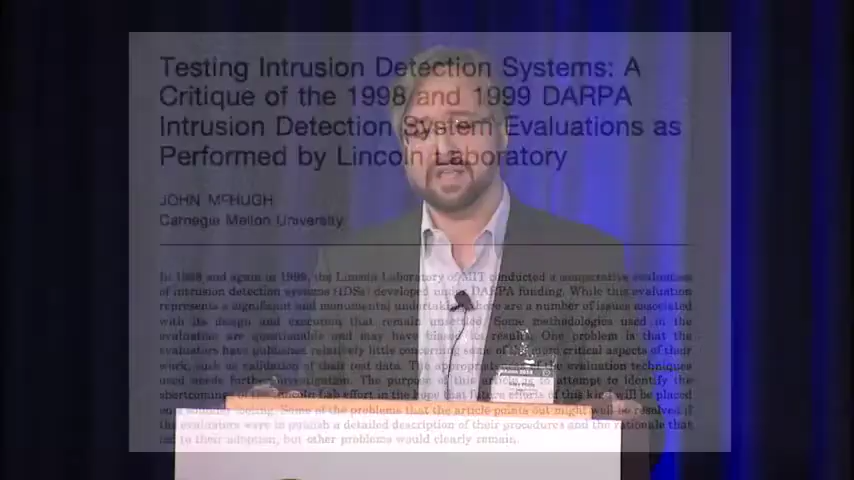 Testing Intrusion Detection Systems: A
Critique of the 1998 and 1999 DARPA
Intrusion Detection System Evaluations as
Performed by Lincoln Laboratory
JOHN McHUGH
Carnegie Mellon University
In 1998 and again in 1999, the Lincoln Laboratory of MIT conducted a comparative evaluation
of intrusion detection systems (IDSs) developed under DARPA funding. While this evaluation
represents a significant and monumental undertaking, there are a number of issues associated
with its design and execution that remain unsettled. Some methodologies used in the
evaluation are questionable and may have biased its results. One problem is that the
evaluators have published relatively little concerning some of the more critical aspects of their
work, such as validation of their test data. The appropriateness of the evaluation techniques
used needs further investigation. The purpose of this article is to attempt to identify the
shortcomings of the Lincoln Lab effort in the hope that future efforts of this kind will be placed
on a sounder footing. Some of the problems that the article points out might well be resolved if
the evaluators were to publish a detailed description of their procedures and the rationale that
led to their adoption, but other problems would clearly remain.